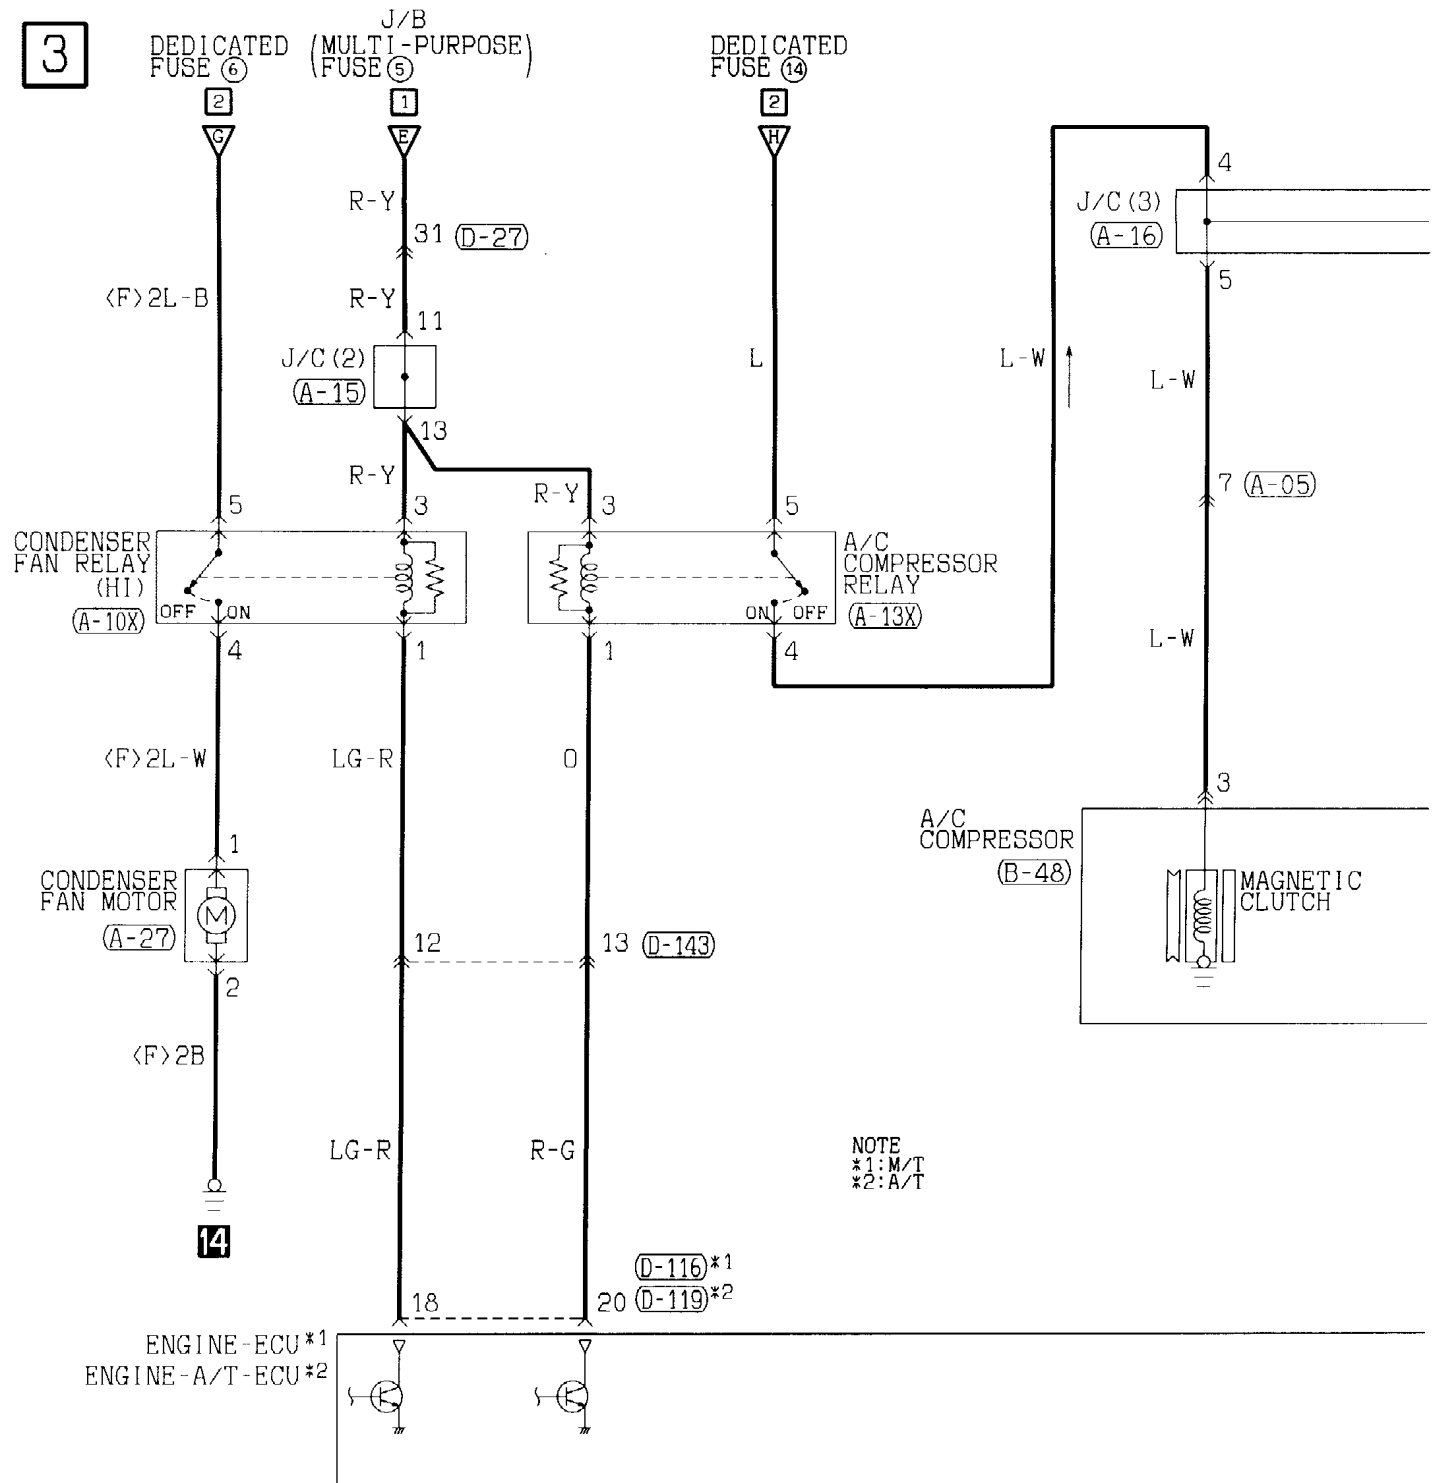 3
J/B
DEDICATED
FUSE 6
(MULTI-PURPOSE)
(FUSE 5)
DEDICATED
FUSE 14
2
1
2
G
E
H
4
R-Y
J/C(3)
A-16
31 D-27
5
<F>2L-B
R-Y
11
J/C(2)
A-15
L
L-W
L-W
13
R-Y
R-Y
7 A-05
5
3
3
5
CONDENSER
FAN RELAY
(HI)
A-10X
OFF
ON
A/C
COMPRESSOR
RELAY
A-13X
ON
OFF
4
1
1
4
L-W
<F>2L-W
LG-R
O
3
1
A/C
COMPRESSOR
B-48
CONDENSER
FAN MOTOR
A-27
M
MAGNETIC
CLUTCH
12
13 D-143
2
<F>2B
LG-R
R-G
NOTE
*1:M/T
*2:A/T
14
D-116*1
18
20 D-119*2
ENGINE-ECU*1
ENGINE-A/T-ECU*2